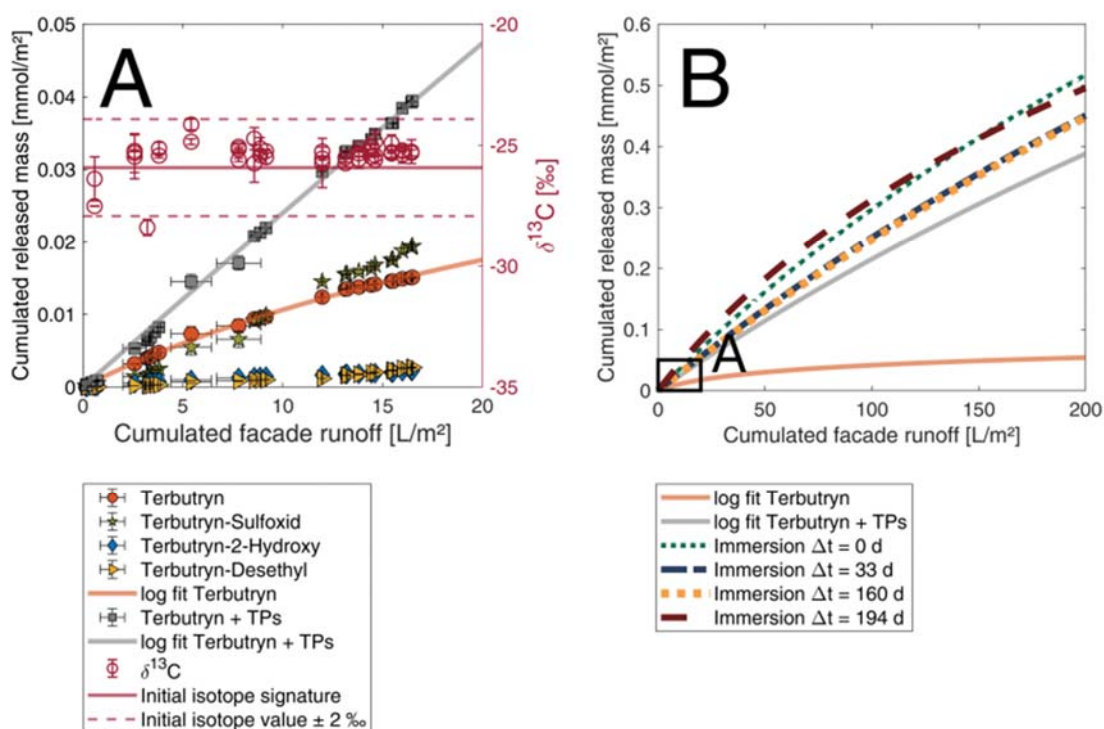 A
0.05
0.04
0.03
0.02
0.01
0
-20
-25
-30
-35
0
5
10
15
20
Cumulated released mass [mmol/m²]
δ¹³C [‰]
Cumulated facade runoff [L/m²]
Terbutryn
Terbutryn-Sulfoxid
Terbutryn-2-Hydroxy
Terbutryn-Desethyl
log fit Terbutryn
Terbutryn + TPs
log fit Terbutryn + TPs
δ¹³C
Initial isotope signature
Initial isotope value ± 2 ‰
B
0.6
0.5
0.4
0.3
0.2
0.1
0
A
0
50
100
150
200
Cumulated released mass [mmol/m²]
Cumulated facade runoff [L/m²]
log fit Terbutryn
log fit Terbutryn + TPs
Immersion Δt = 0 d
Immersion Δt = 33 d
Immersion Δt = 160 d
Immersion Δt = 194 d